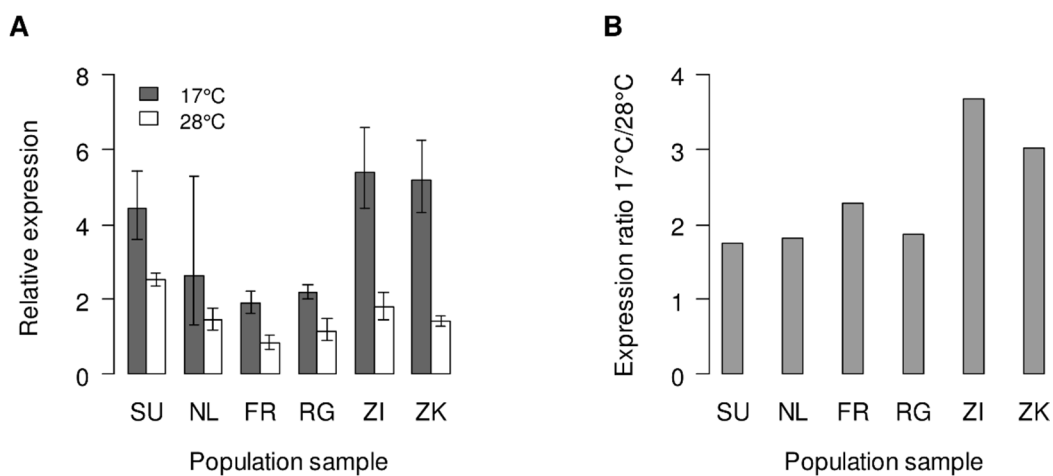 A
Relative expression
8
6
4
2
0
17°C
28°C
SU NL FR RG ZI ZK
Population sample
B
Expression ratio 17°C/28°C
4
3
2
1
0
SU NL FR RG ZI ZK
Population sample